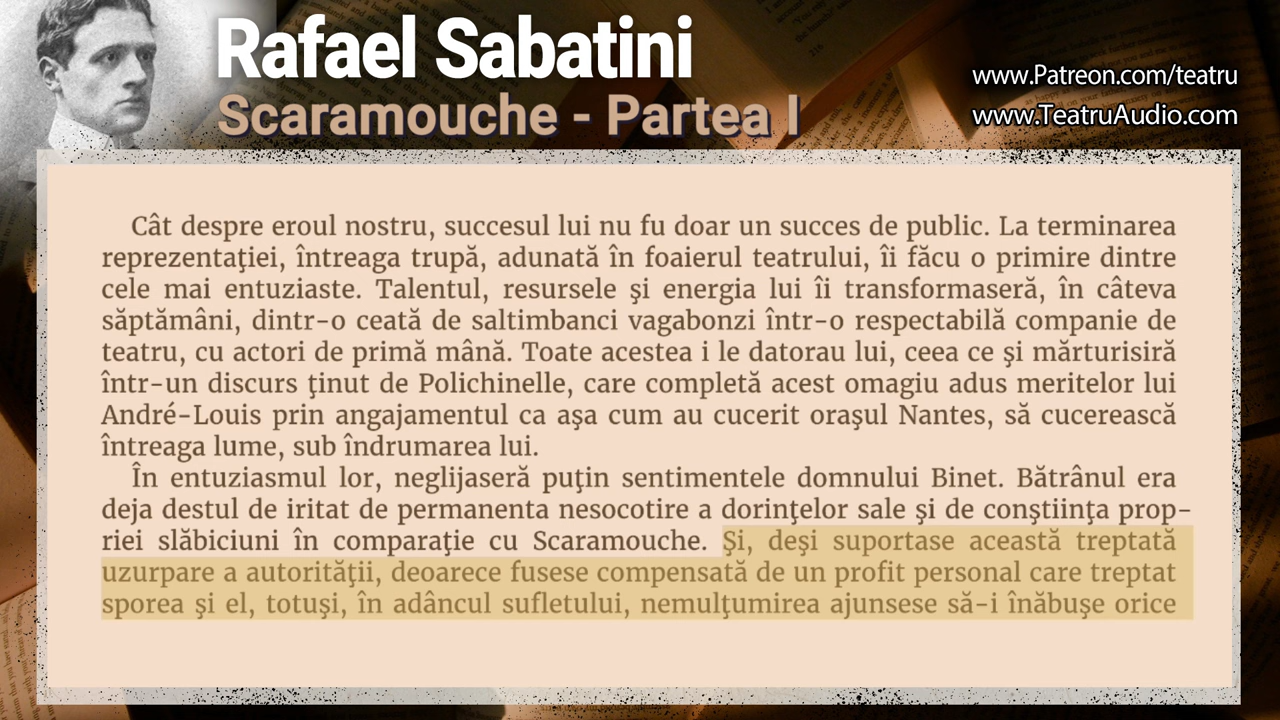 Rafael Sabatini
Scaramouche - Partea I
www.Patreon.com/teatru
www.TeatruAudio.com
Cât despre eroul nostru, succesul lui nu fu doar un succes de public. La terminarea
reprezentaţiei, întreaga trupă, adunată în foaierul teatrului, îi făcu o primire dintre
cele mai entuziaste. Talentul, resursele şi energia lui îi transformaseră, în câteva
săptămâni, dintr-o ceată de saltimbanci vagabonzi într-o respectabilă companie de
teatru, cu actori de primă mână. Toate acestea i le datorau lui, ceea ce şi mărturisiră
într-un discurs ţinut de Polichinelle, care completă acest omagiu adus meritelor lui
André-Louis prin angajamentul ca aşa cum au cucerit oraşul Nantes, să cucerească
întreaga lume, sub îndrumarea lui.
În entuziasmul lor, neglijaseră puţin sentimentele domnului Binet. Bătrânul era
deja destul de iritat de permanenta nesocotire a dorinţelor sale şi de conştiinţa prop-
riei slăbiciuni în comparaţie cu Scaramouche. Şi, deşi suportase această treptată
uzurpare a autorităţii, deoarece fusese compensată de un profit personal care treptat
sporea şi el, totuşi, în adâncul sufletului, nemulţumirea ajunsese să-i înăbuşe orice